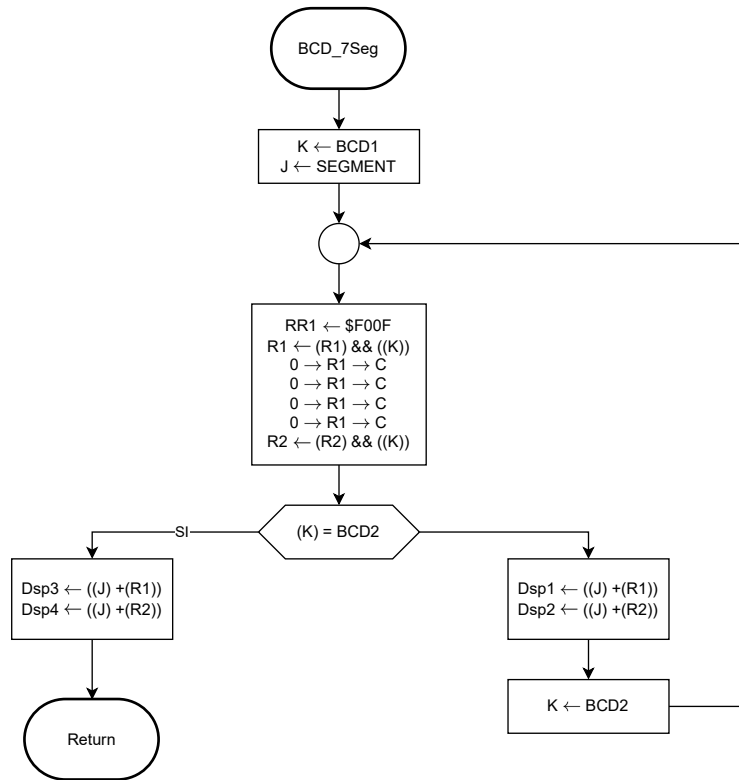 BCD_7Seg
K ← BCD1
J ← SEGMENT
RR1 ← $F00F
R1 ← (R1) && ((K))
0 → R1 → C
0 → R1 → C
0 → R1 → C
0 → R1 → C
R2 ← (R2) && ((K))
(K) = BCD2
SI
Dsp3 ← ((J) +(R1))
Dsp4 ← ((J) +(R2))
Dsp1 ← ((J) +(R1))
Dsp2 ← ((J) +(R2))
K ← BCD2
Return